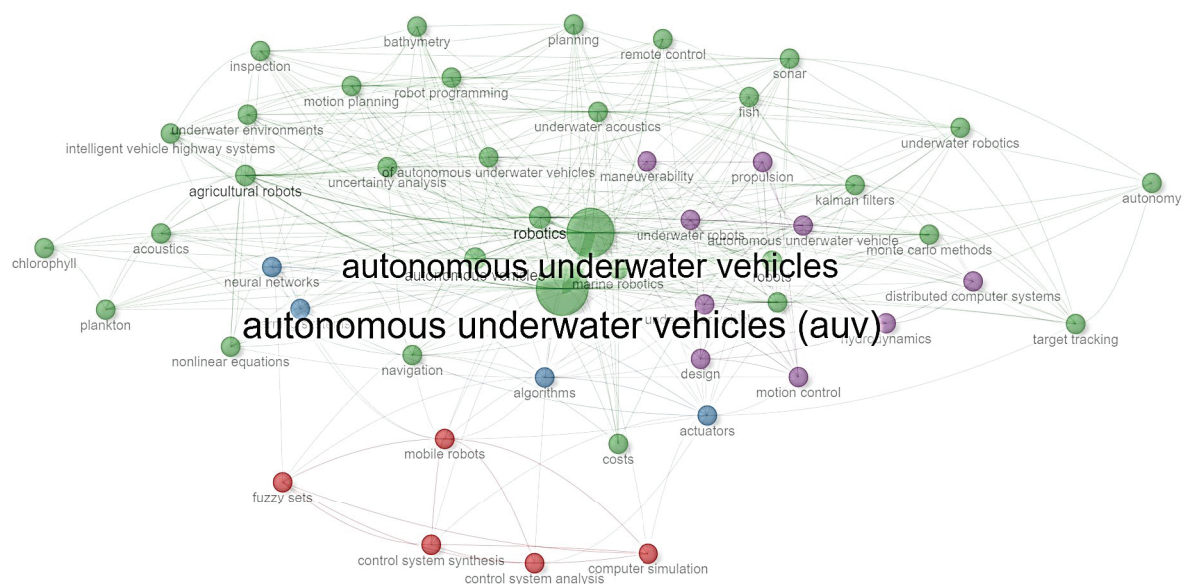 bathymetry
planning
remote control
inspection
sonar
motion planning
robot programming
fish
underwater environments
underwater acoustics
intelligent vehicle highway systems
underwater robotics
of autonomous underwater vehicles
uncertainty analysis
maneuverability
propulsion
agricultural robots
kalman filters
autonomy
robotics
underwater robots
autonomous underwater vehicle
acoustics
monte carlo methods
chlorophyll
autonomous underwater vehicles
autonomous vehicles
robots
neural networks
marine robotics
distributed computer systems
plankton
autonomous underwater vehicles (auv)
hydrodynamics
target tracking
nonlinear equations
navigation
design
algorithms
motion control
actuators
mobile robots
costs
fuzzy sets
control system synthesis
computer simulation
control system analysis